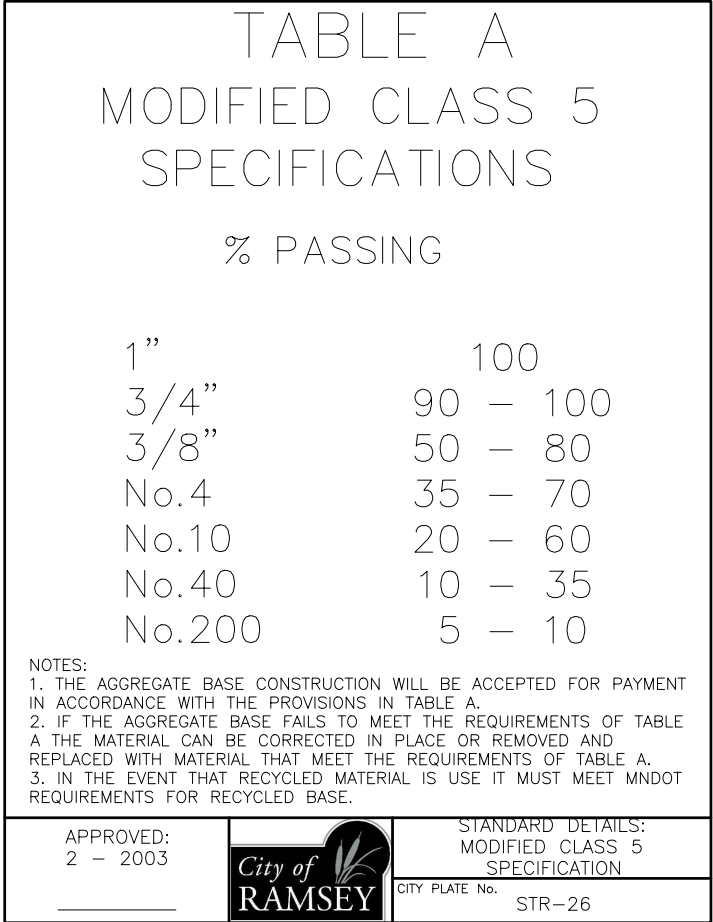 TABLE A
MODIFIED CLASS 5
SPECIFICATIONS
% PASSING
1" 100
3/4" 90 – 100
3/8" 50 – 80
No.4 35 – 70
No.10 20 – 60
No.40 10 – 35
No.200 5 – 10
NOTES:
1. THE AGGREGATE BASE CONSTRUCTION WILL BE ACCEPTED FOR PAYMENT
IN ACCORDANCE WITH THE PROVISIONS IN TABLE A.
2. IF THE AGGREGATE BASE FAILS TO MEET THE REQUIREMENTS OF TABLE
A THE MATERIAL CAN BE CORRECTED IN PLACE OR REMOVED AND
REPLACED WITH MATERIAL THAT MEET THE REQUIREMENTS OF TABLE A.
3. IN THE EVENT THAT RECYCLED MATERIAL IS USE IT MUST MEET MNDOT
REQUIREMENTS FOR RECYCLED BASE.
APPROVED:
2 – 2003
City of
RAMSEY
STANDARD DETAILS:
MODIFIED CLASS 5
SPECIFICATION
CITY PLATE No.
STR–26